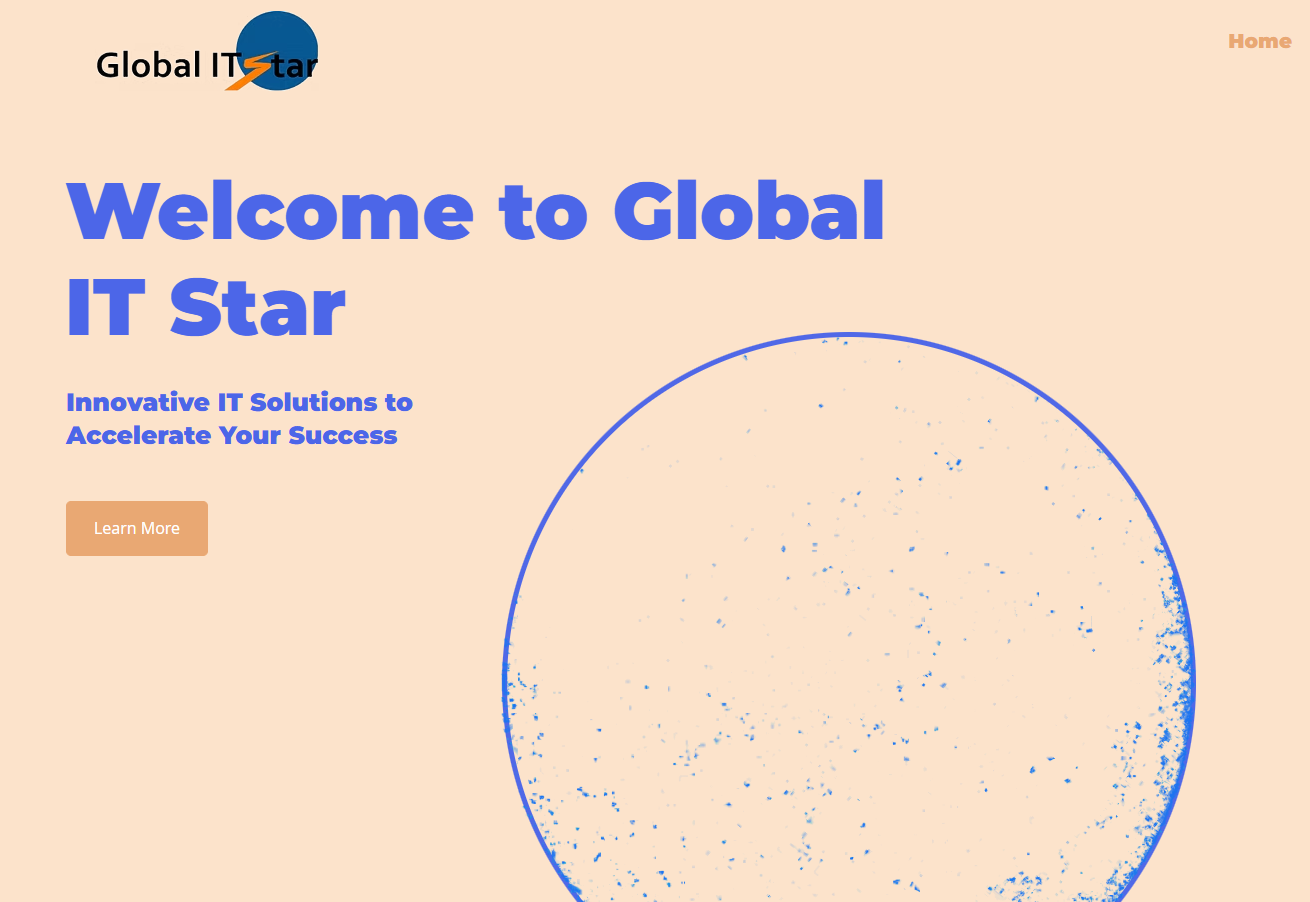 Global IT Star
Home
Welcome to Global
IT Star
Innovative IT Solutions to
Accelerate Your Success
Learn More